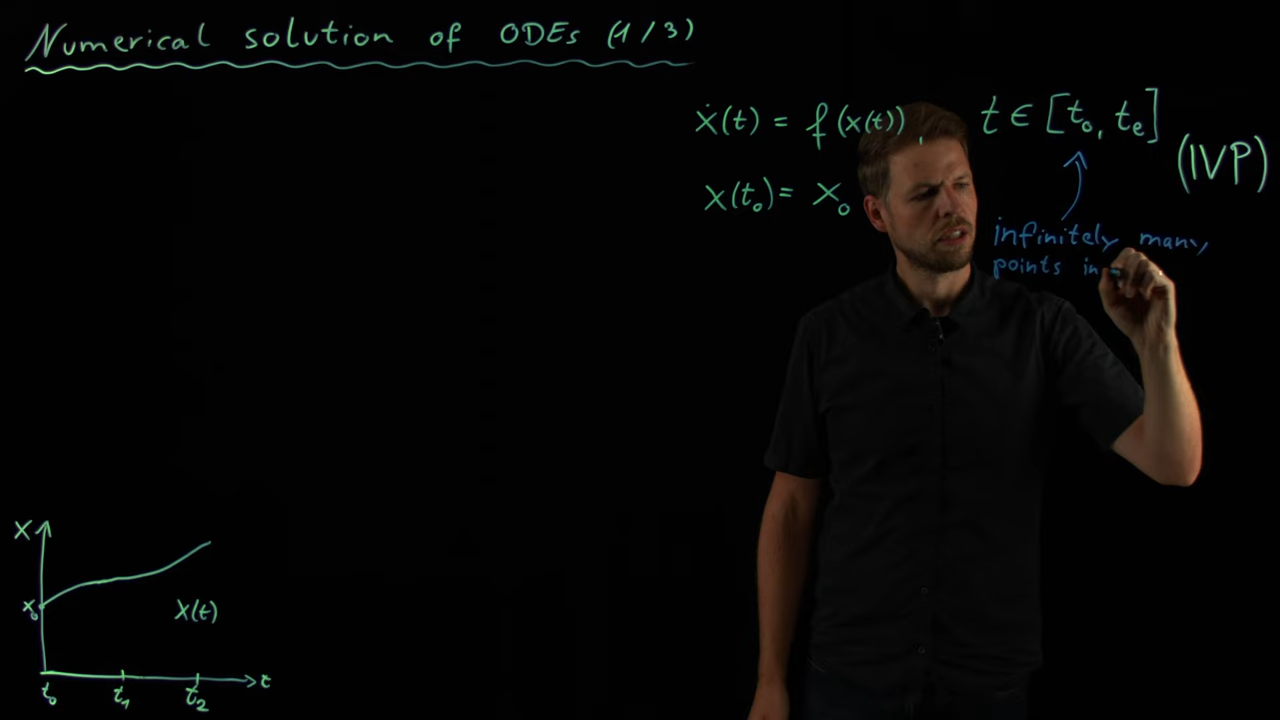 Numerical solution of ODEs (1/3)
ẋ(t) = f(x(t)), t ∈ [t₀, tₑ]
(IVP)
x(t₀) = x₀
infinitely many
points in
x
x₀
x(t)
t₀ t₁ t₂ t